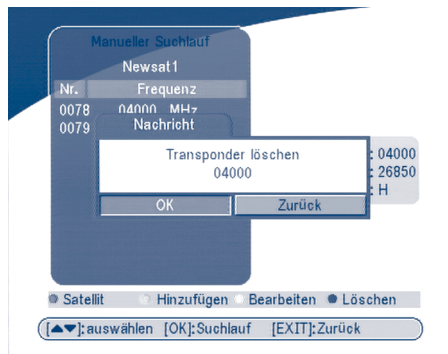 Manueller Suchlauf
Newsat1
Nr. Frequenz
0078 04000 MHz
0079
Nachricht
Transponder löschen
04000
: 04000
: 26850
: H
OK Zurück
Satellit Hinzufügen Bearbeiten Löschen
[▲▼]:auswählen [OK]:Suchlauf [EXIT]:Zurück